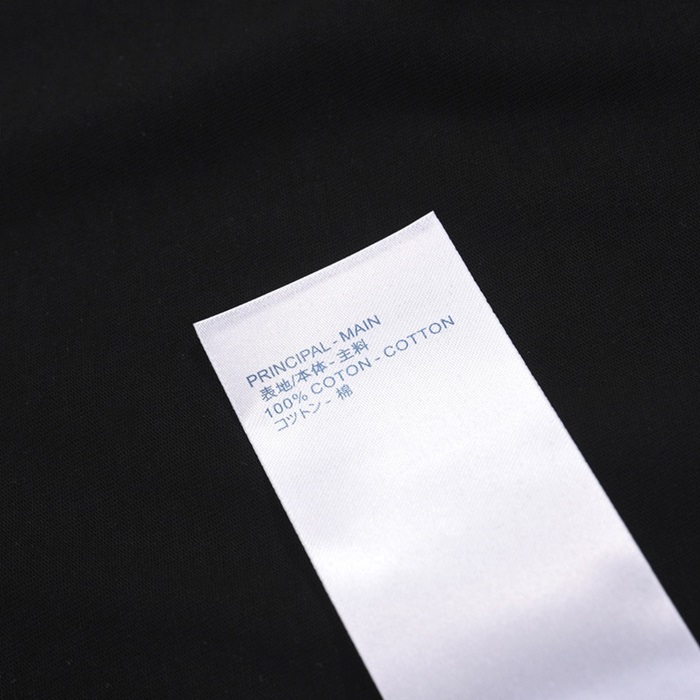 PRINCIPAL - MAIN
表地/本体 - 主料
100% COTON - COTTON
コットン - 棉